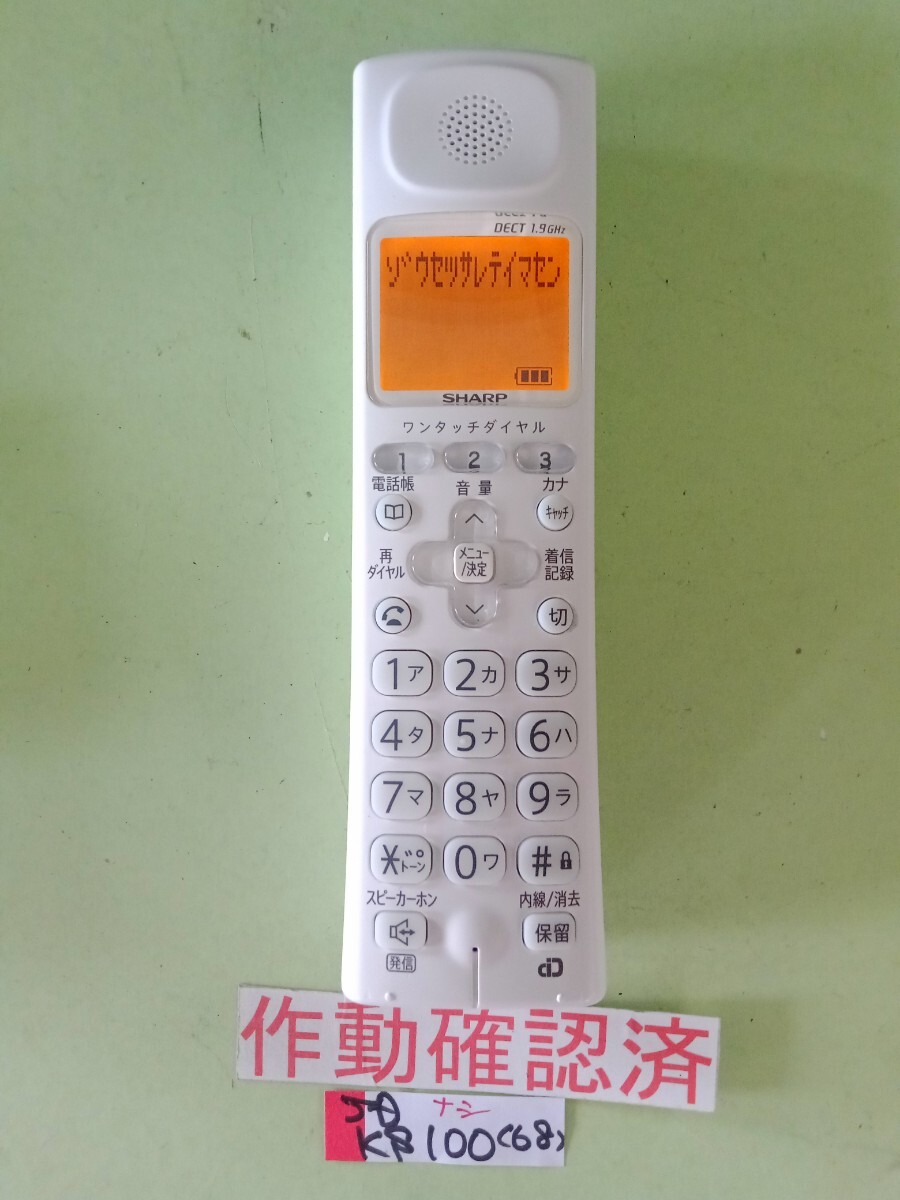 DECT 1.9GHz
ゾウセツサレテイマセン
SHARP
ワンタッチダイヤル
1 2 3
電話帳 音量 カナ
キャッチ
再ダイヤル メニュー/決定 着信記録
切
1ア 2カ 3サ
4タ 5ナ 6ハ
7マ 8ヤ 9ラ
*トーン゛゜ 0ワ #
スピーカーホン 内線/消去
保留
発信
作動確認済
ナシ
JD
KS100(68)